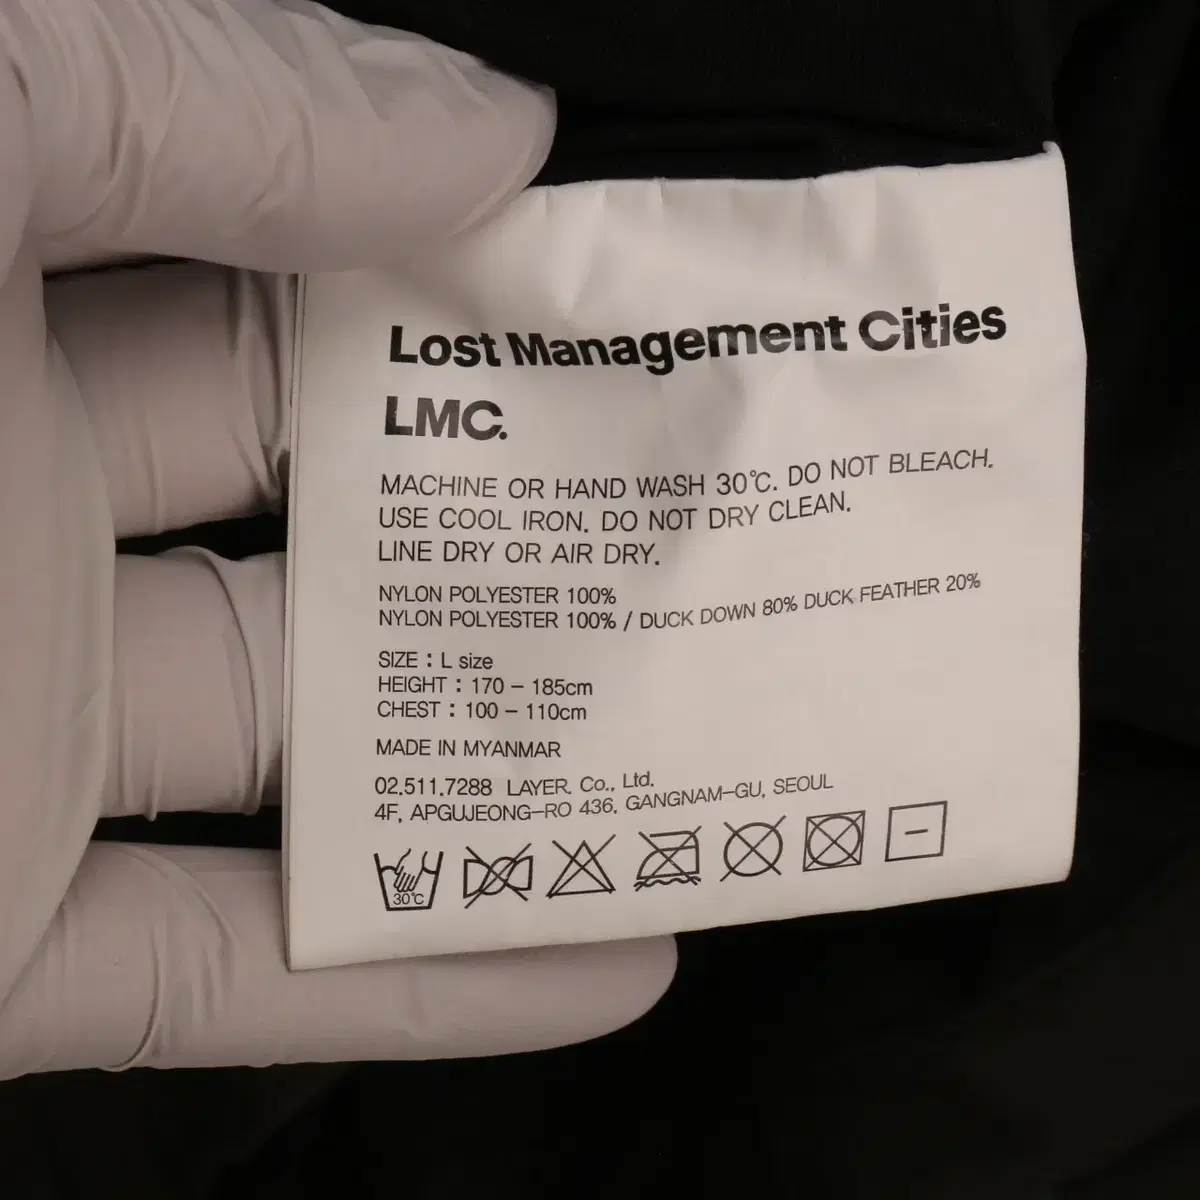 Lost Management Cities
LMC.
MACHINE OR HAND WASH 30℃. DO NOT BLEACH.
USE COOL IRON. DO NOT DRY CLEAN.
LINE DRY OR AIR DRY.
NYLON POLYESTER 100%
NYLON POLYESTER 100% / DUCK DOWN 80% DUCK FEATHER 20%
SIZE : L size
HEIGHT : 170 – 185cm
CHEST : 100 – 110cm
MADE IN MYANMAR
02.511.7288 LAYER. Co., Ltd.
4F, APGUJEONG–RO 436. GANGNAM–GU, SEOUL
30℃